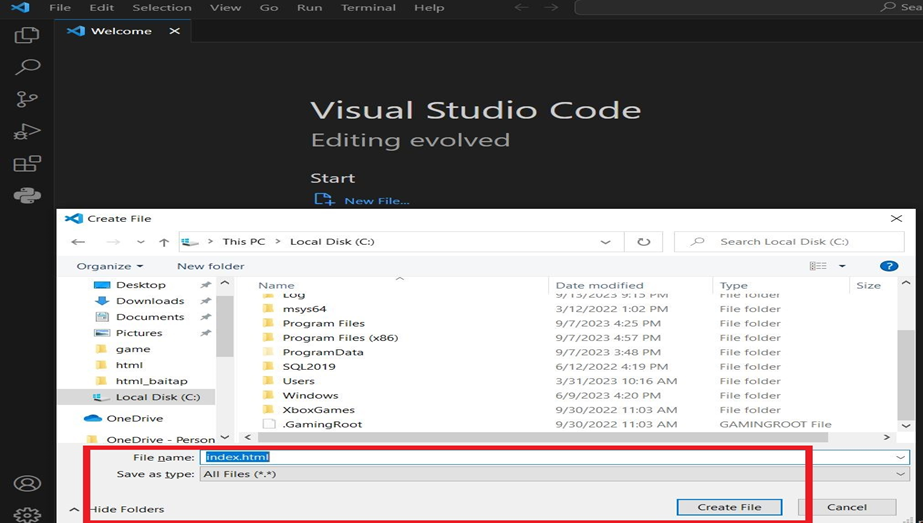 File Edit Selection View Go Run Terminal Help Sea
Welcome
Visual Studio Code
Editing evolved
Start
New File...
Create File
This PC > Local Disk (C:)
Search Local Disk (C:)
Organize New folder
Name Date modified Type Size
Desktop
Downloads
Documents
Pictures
game
html
html_baitap
Local Disk (C:)
OneDrive
OneDrive - Person
Log 9/13/2023 9:15 PM File folder
msys64 3/12/2022 1:02 PM File folder
Program Files 9/7/2023 4:25 PM File folder
Program Files (x86) 9/7/2023 4:57 PM File folder
ProgramData 9/7/2023 3:48 PM File folder
SQL2019 6/12/2022 4:19 PM File folder
Users 3/31/2023 10:16 AM File folder
Windows 6/9/2023 4:20 PM File folder
XboxGames 9/30/2022 11:03 AM File folder
.GamingRoot 9/30/2022 11:03 AM GAMINGROOT File
File name: index.html
Save as type: All Files (*.*)
Hide Folders Create File Cancel